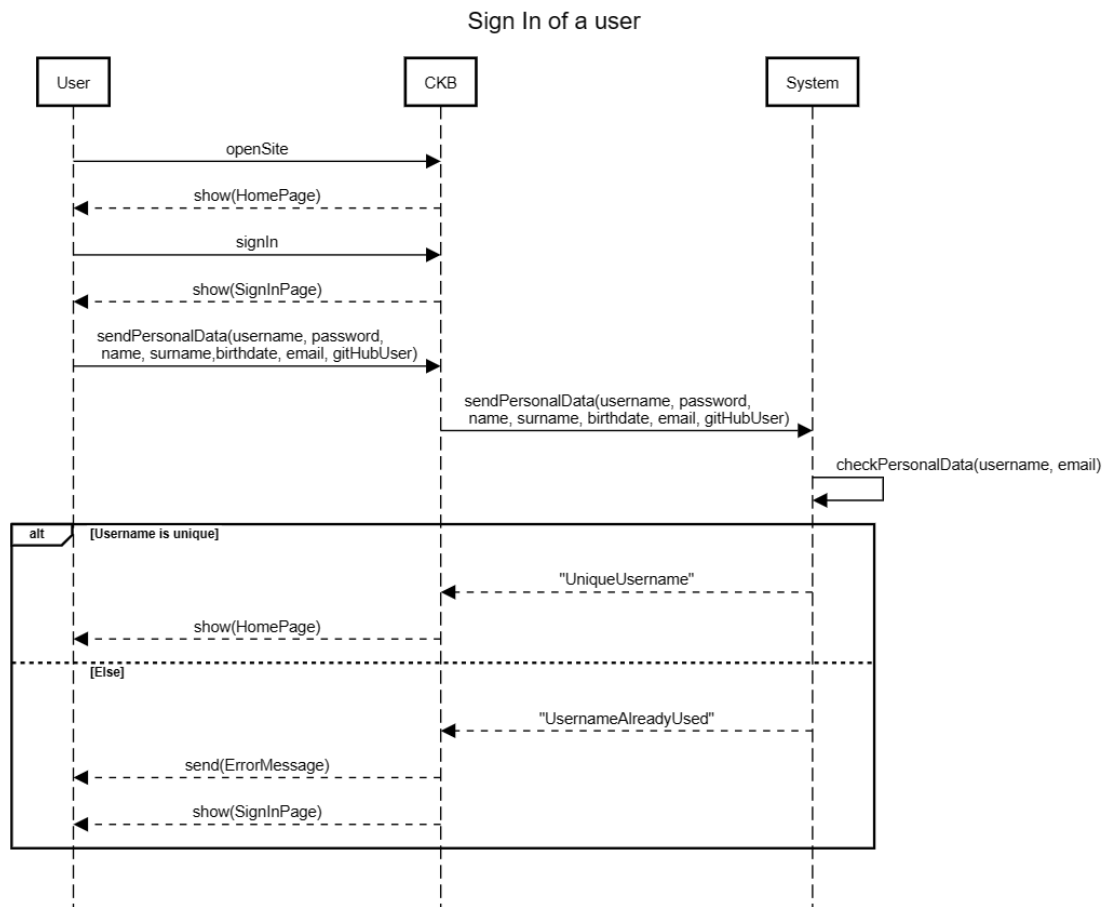 Sign In of a user
User
CKB
System
openSite
show(HomePage)
signIn
show(SignInPage)
sendPersonalData(username, password,
name, surname,birthdate, email, gitHubUser)
sendPersonalData(username, password,
name, surname, birthdate, email, gitHubUser)
checkPersonalData(username, email)
alt
[Username is unique]
"UniqueUsername"
show(HomePage)
[Else]
"UsernameAlreadyUsed"
send(ErrorMessage)
show(SignInPage)